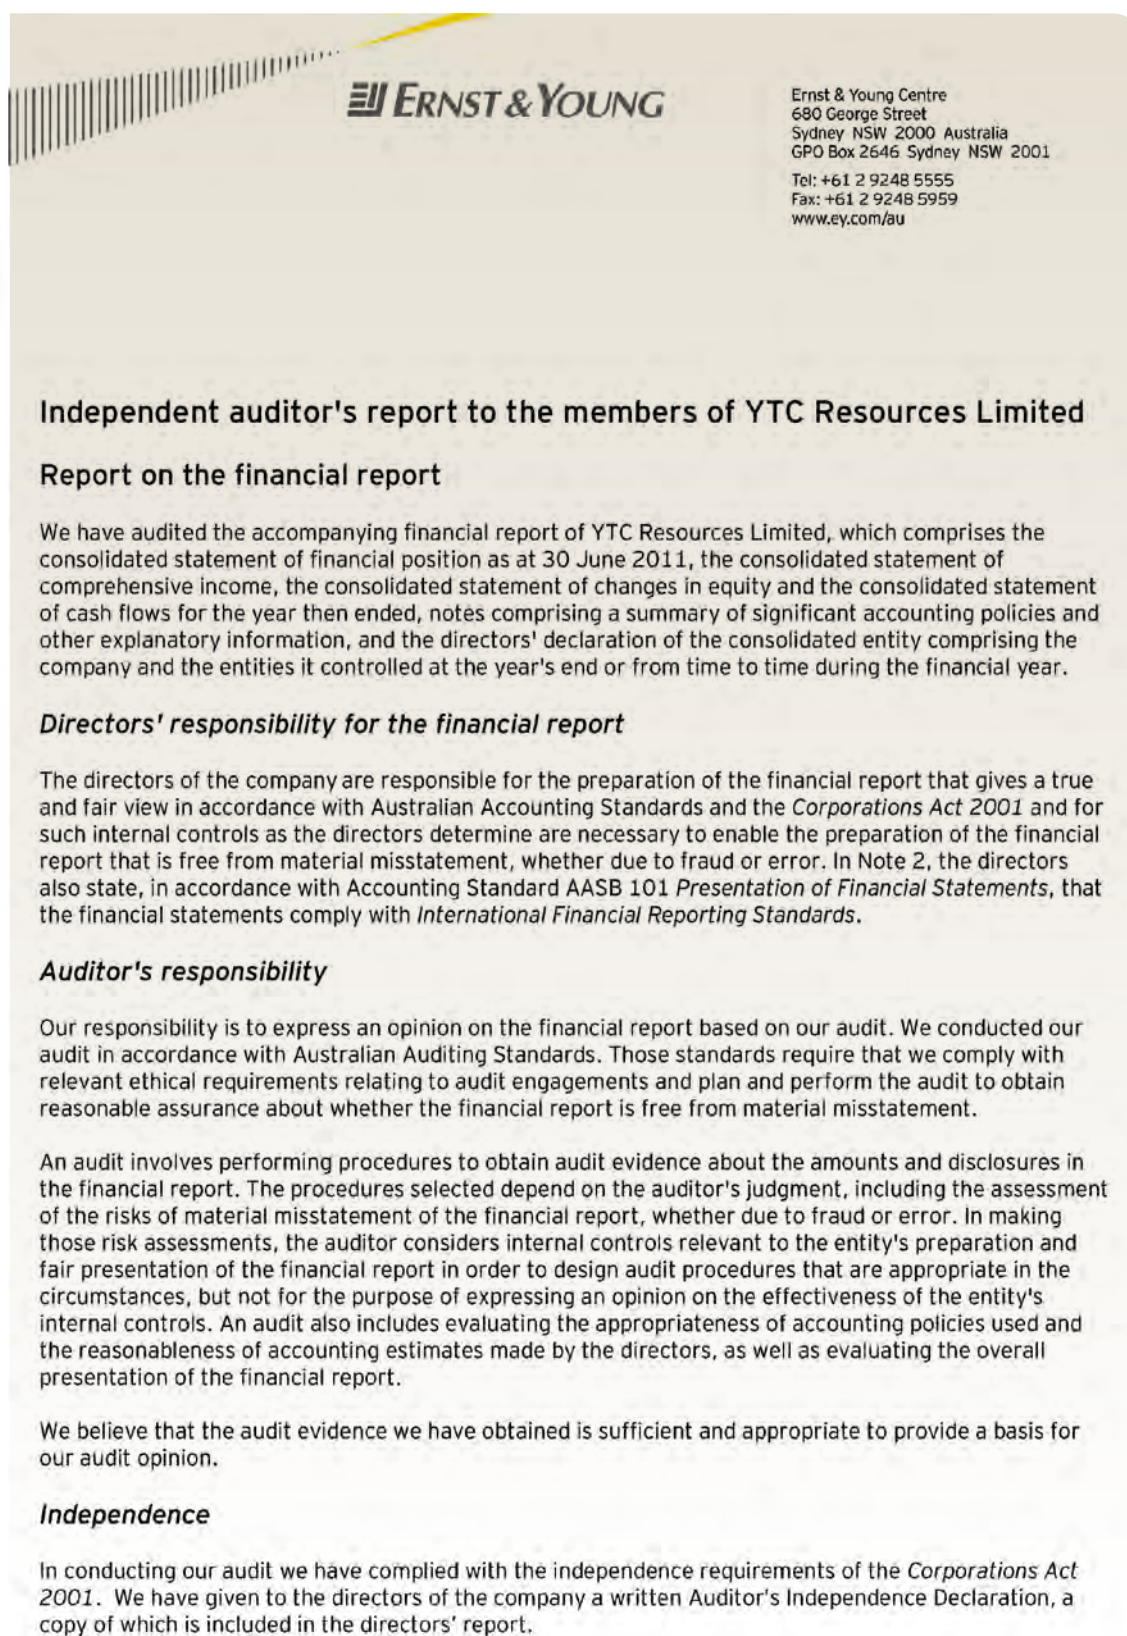 ERNST & YOUNG
Ernst & Young Centre
680 George Street
Sydney NSW 2000 Australia
GPO Box 2646 Sydney NSW 2001
Tel: +61 2 9248 5555
Fax: +61 2 9248 5959
www.ey.com/au
Independent auditor's report to the members of YTC Resources Limited
Report on the financial report
We have audited the accompanying financial report of YTC Resources Limited, which comprises the
consolidated statement of financial position as at 30 June 2011, the consolidated statement of
comprehensive income, the consolidated statement of changes in equity and the consolidated statement
of cash flows for the year then ended, notes comprising a summary of significant accounting policies and
other explanatory information, and the directors' declaration of the consolidated entity comprising the
company and the entities it controlled at the year's end or from time to time during the financial year.
Directors' responsibility for the financial report
The directors of the company are responsible for the preparation of the financial report that gives a true
and fair view in accordance with Australian Accounting Standards and the Corporations Act 2001 and for
such internal controls as the directors determine are necessary to enable the preparation of the financial
report that is free from material misstatement, whether due to fraud or error. In Note 2, the directors
also state, in accordance with Accounting Standard AASB 101 Presentation of Financial Statements, that
the financial statements comply with International Financial Reporting Standards.
Auditor's responsibility
Our responsibility is to express an opinion on the financial report based on our audit. We conducted our
audit in accordance with Australian Auditing Standards. Those standards require that we comply with
relevant ethical requirements relating to audit engagements and plan and perform the audit to obtain
reasonable assurance about whether the financial report is free from material misstatement.
An audit involves performing procedures to obtain audit evidence about the amounts and disclosures in
the financial report. The procedures selected depend on the auditor's judgment, including the assessment
of the risks of material misstatement of the financial report, whether due to fraud or error. In making
those risk assessments, the auditor considers internal controls relevant to the entity's preparation and
fair presentation of the financial report in order to design audit procedures that are appropriate in the
circumstances, but not for the purpose of expressing an opinion on the effectiveness of the entity's
internal controls. An audit also includes evaluating the appropriateness of accounting policies used and
the reasonableness of accounting estimates made by the directors, as well as evaluating the overall
presentation of the financial report.
We believe that the audit evidence we have obtained is sufficient and appropriate to provide a basis for
our audit opinion.
Independence
In conducting our audit we have complied with the independence requirements of the Corporations Act
2001. We have given to the directors of the company a written Auditor's Independence Declaration, a
copy of which is included in the directors' report.